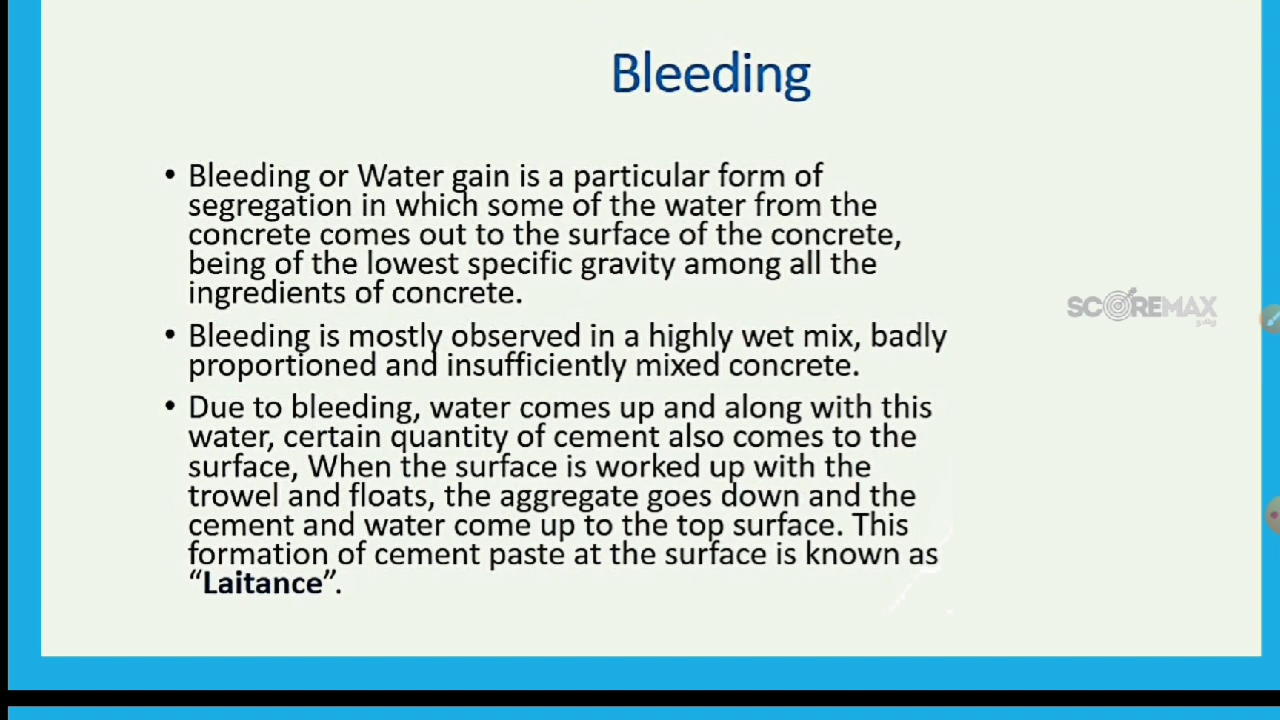 Bleeding
• Bleeding or Water gain is a particular form of
segregation in which some of the water from the
concrete comes out to the surface of the concrete,
being of the lowest specific gravity among all the
ingredients of concrete.
• Bleeding is mostly observed in a highly wet mix, badly
proportioned and insufficiently mixed concrete.
• Due to bleeding, water comes up and along with this
water, certain quantity of cement also comes to the
surface, When the surface is worked up with the
trowel and floats, the aggregate goes down and the
cement and water come up to the top surface. This
formation of cement paste at the surface is known as
“Laitance”.
SCOREMAX
தமிழ்